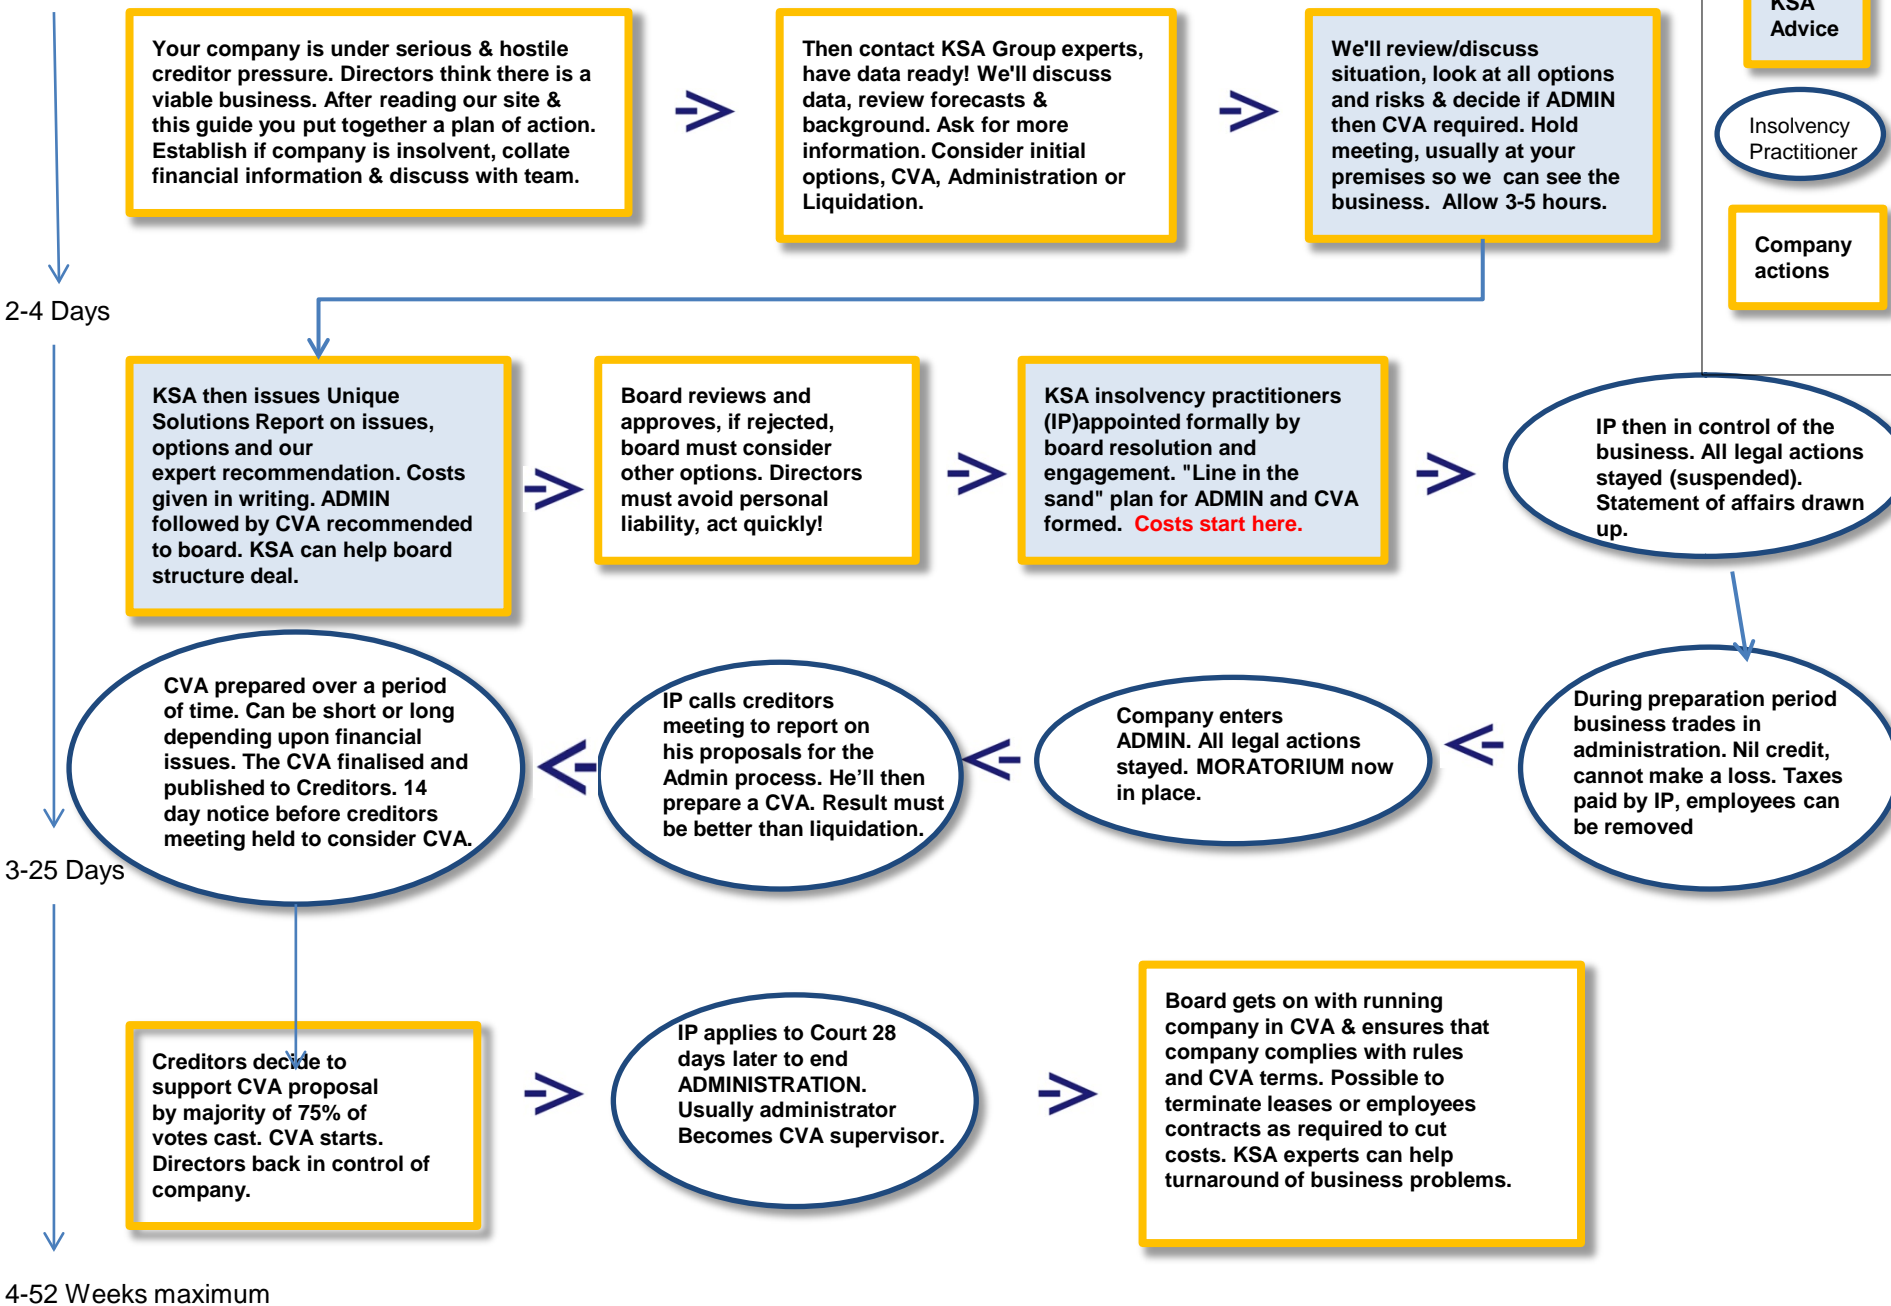 Your company is under serious & hostile
creditor pressure. Directors think there is a
viable business. After reading our site &
this guide you put together a plan of action.
Establish if company is insolvent, collate
financial information & discuss with team.
Then contact KSA Group experts,
have data ready! We'll discuss
data, review forecasts &
background. Ask for more
information. Consider initial
options, CVA, Administration or
Liquidation.
We'll review/discuss
situation, look at all options
and risks & decide if ADMIN
then CVA required. Hold
meeting, usually at your
premises so we can see the
business. Allow 3-5 hours.
KSA
Advice
Insolvency
Practitioner
Company
actions
2-4 Days
KSA then issues Unique
Solutions Report on issues,
options and our
expert recommendation. Costs
given in writing. ADMIN
followed by CVA recommended
to board. KSA can help board
structure deal.
Board reviews and
approves, if rejected,
board must consider
other options. Directors
must avoid personal
liability, act quickly!
KSA insolvency practitioners
(IP)appointed formally by
board resolution and
engagement. "Line in the
sand" plan for ADMIN and CVA
formed. Costs start here.
IP then in control of the
business. All legal actions
stayed (suspended).
Statement of affairs drawn
up.
During preparation period
business trades in
administration. Nil credit,
cannot make a loss. Taxes
paid by IP, employees can
be removed
Company enters
ADMIN. All legal actions
stayed. MORATORIUM now
in place.
IP calls creditors
meeting to report on
his proposals for the
Admin process. He'll then
prepare a CVA. Result must
be better than liquidation.
CVA prepared over a period
of time. Can be short or long
depending upon financial
issues. The CVA finalised and
published to Creditors. 14
day notice before creditors
meeting held to consider CVA.
3-25 Days
Creditors decide to
support CVA proposal
by majority of 75% of
votes cast. CVA starts.
Directors back in control of
company.
IP applies to Court 28
days later to end
ADMINISTRATION.
Usually administrator
Becomes CVA supervisor.
Board gets on with running
company in CVA & ensures that
company complies with rules
and CVA terms. Possible to
terminate leases or employees
contracts as required to cut
costs. KSA experts can help
turnaround of business problems.
4-52 Weeks maximum